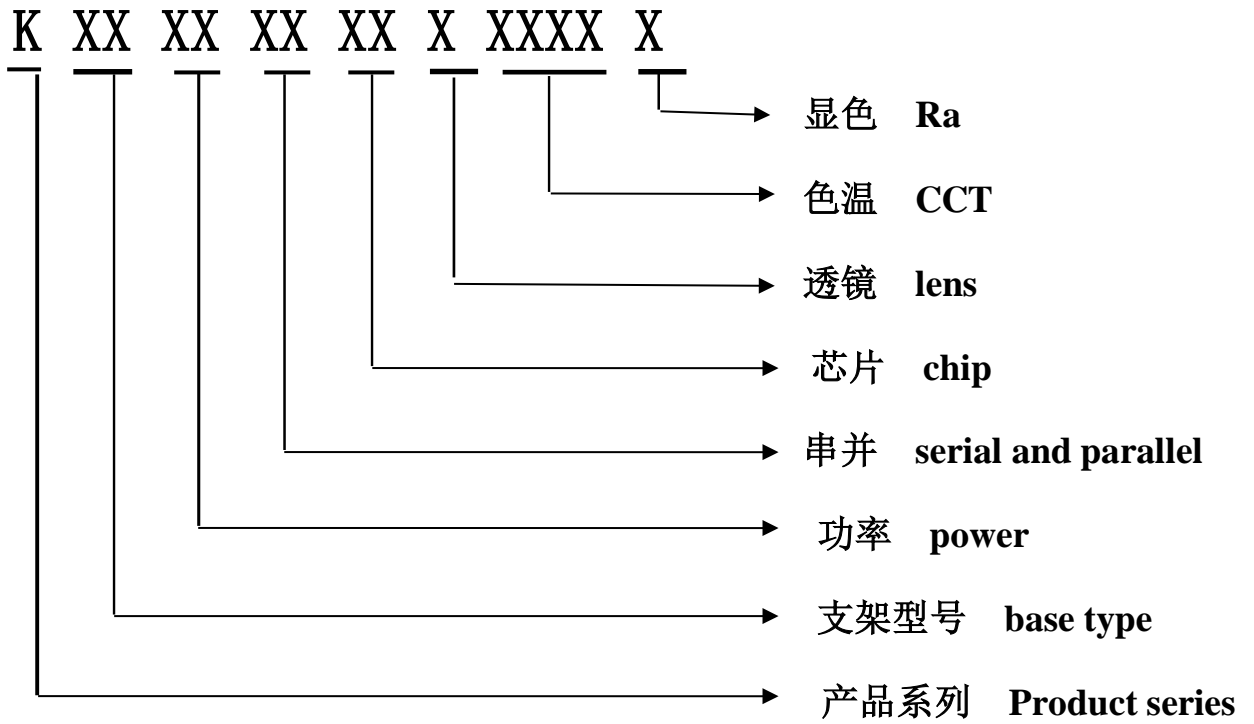 K XX XX XX XX X XXXX X
显色 Ra
色温 CCT
透镜 lens
芯片 chip
串并 serial and parallel
功率 power
支架型号 base type
产品系列 Product series